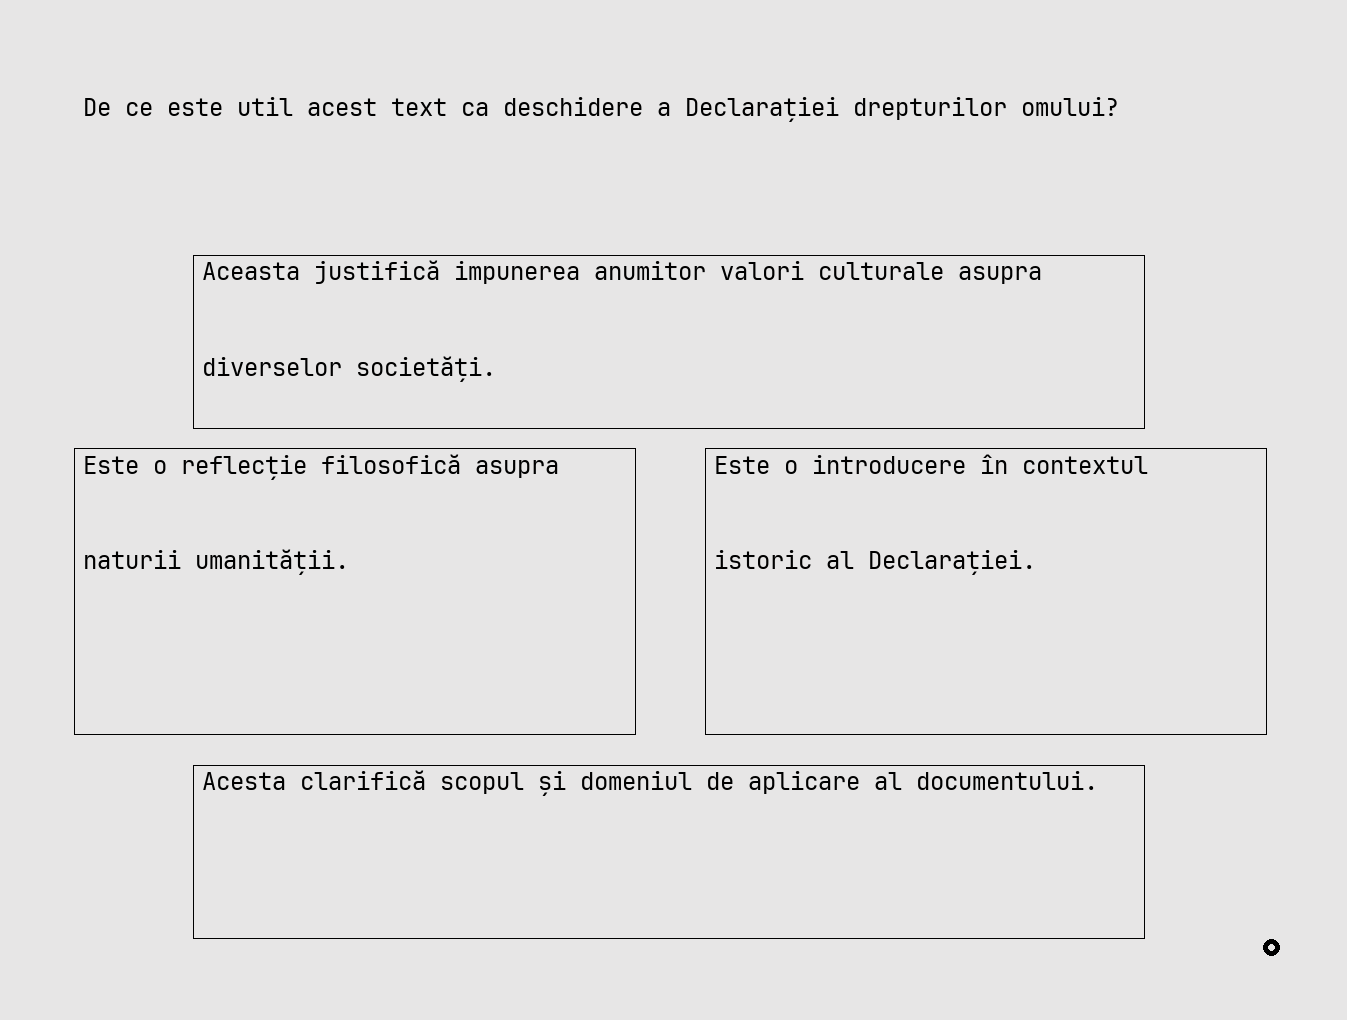 De ce este util acest text ca deschidere a Declarației drepturilor omului?
Aceasta justifică impunerea anumitor valori culturale asupra
diverselor societăți.
Este o reflecție filosofică asupra
naturii umanității.
Este o introducere în contextul
istoric al Declarației.
Acesta clarifică scopul și domeniul de aplicare al documentului.